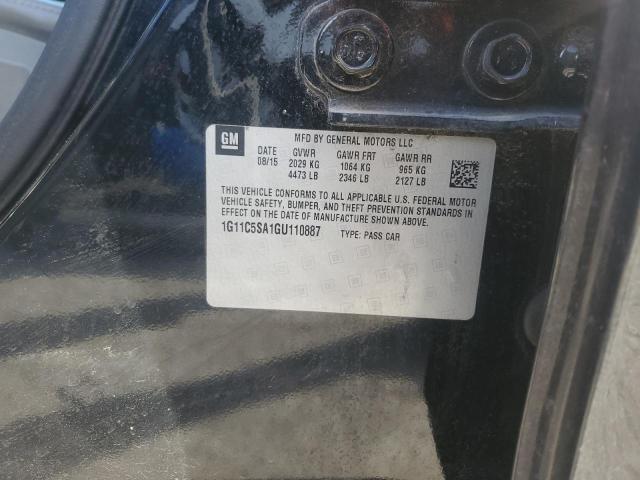 GM
MFD BY GENERAL MOTORS LLC
DATE GVWR GAWR FRT GAWR RR
08/15 2029 KG 1064 KG 965 KG
4473 LB 2346 LB 2127 LB
THIS VEHICLE CONFORMS TO ALL APPLICABLE U.S. FEDERAL MOTOR
VEHICLE SAFETY, BUMPER, AND THEFT PREVENTION STANDARDS IN
EFFECT ON THE DATE OF MANUFACTURE SHOWN ABOVE.
1G11C5SA1GU110887 TYPE: PASS CAR